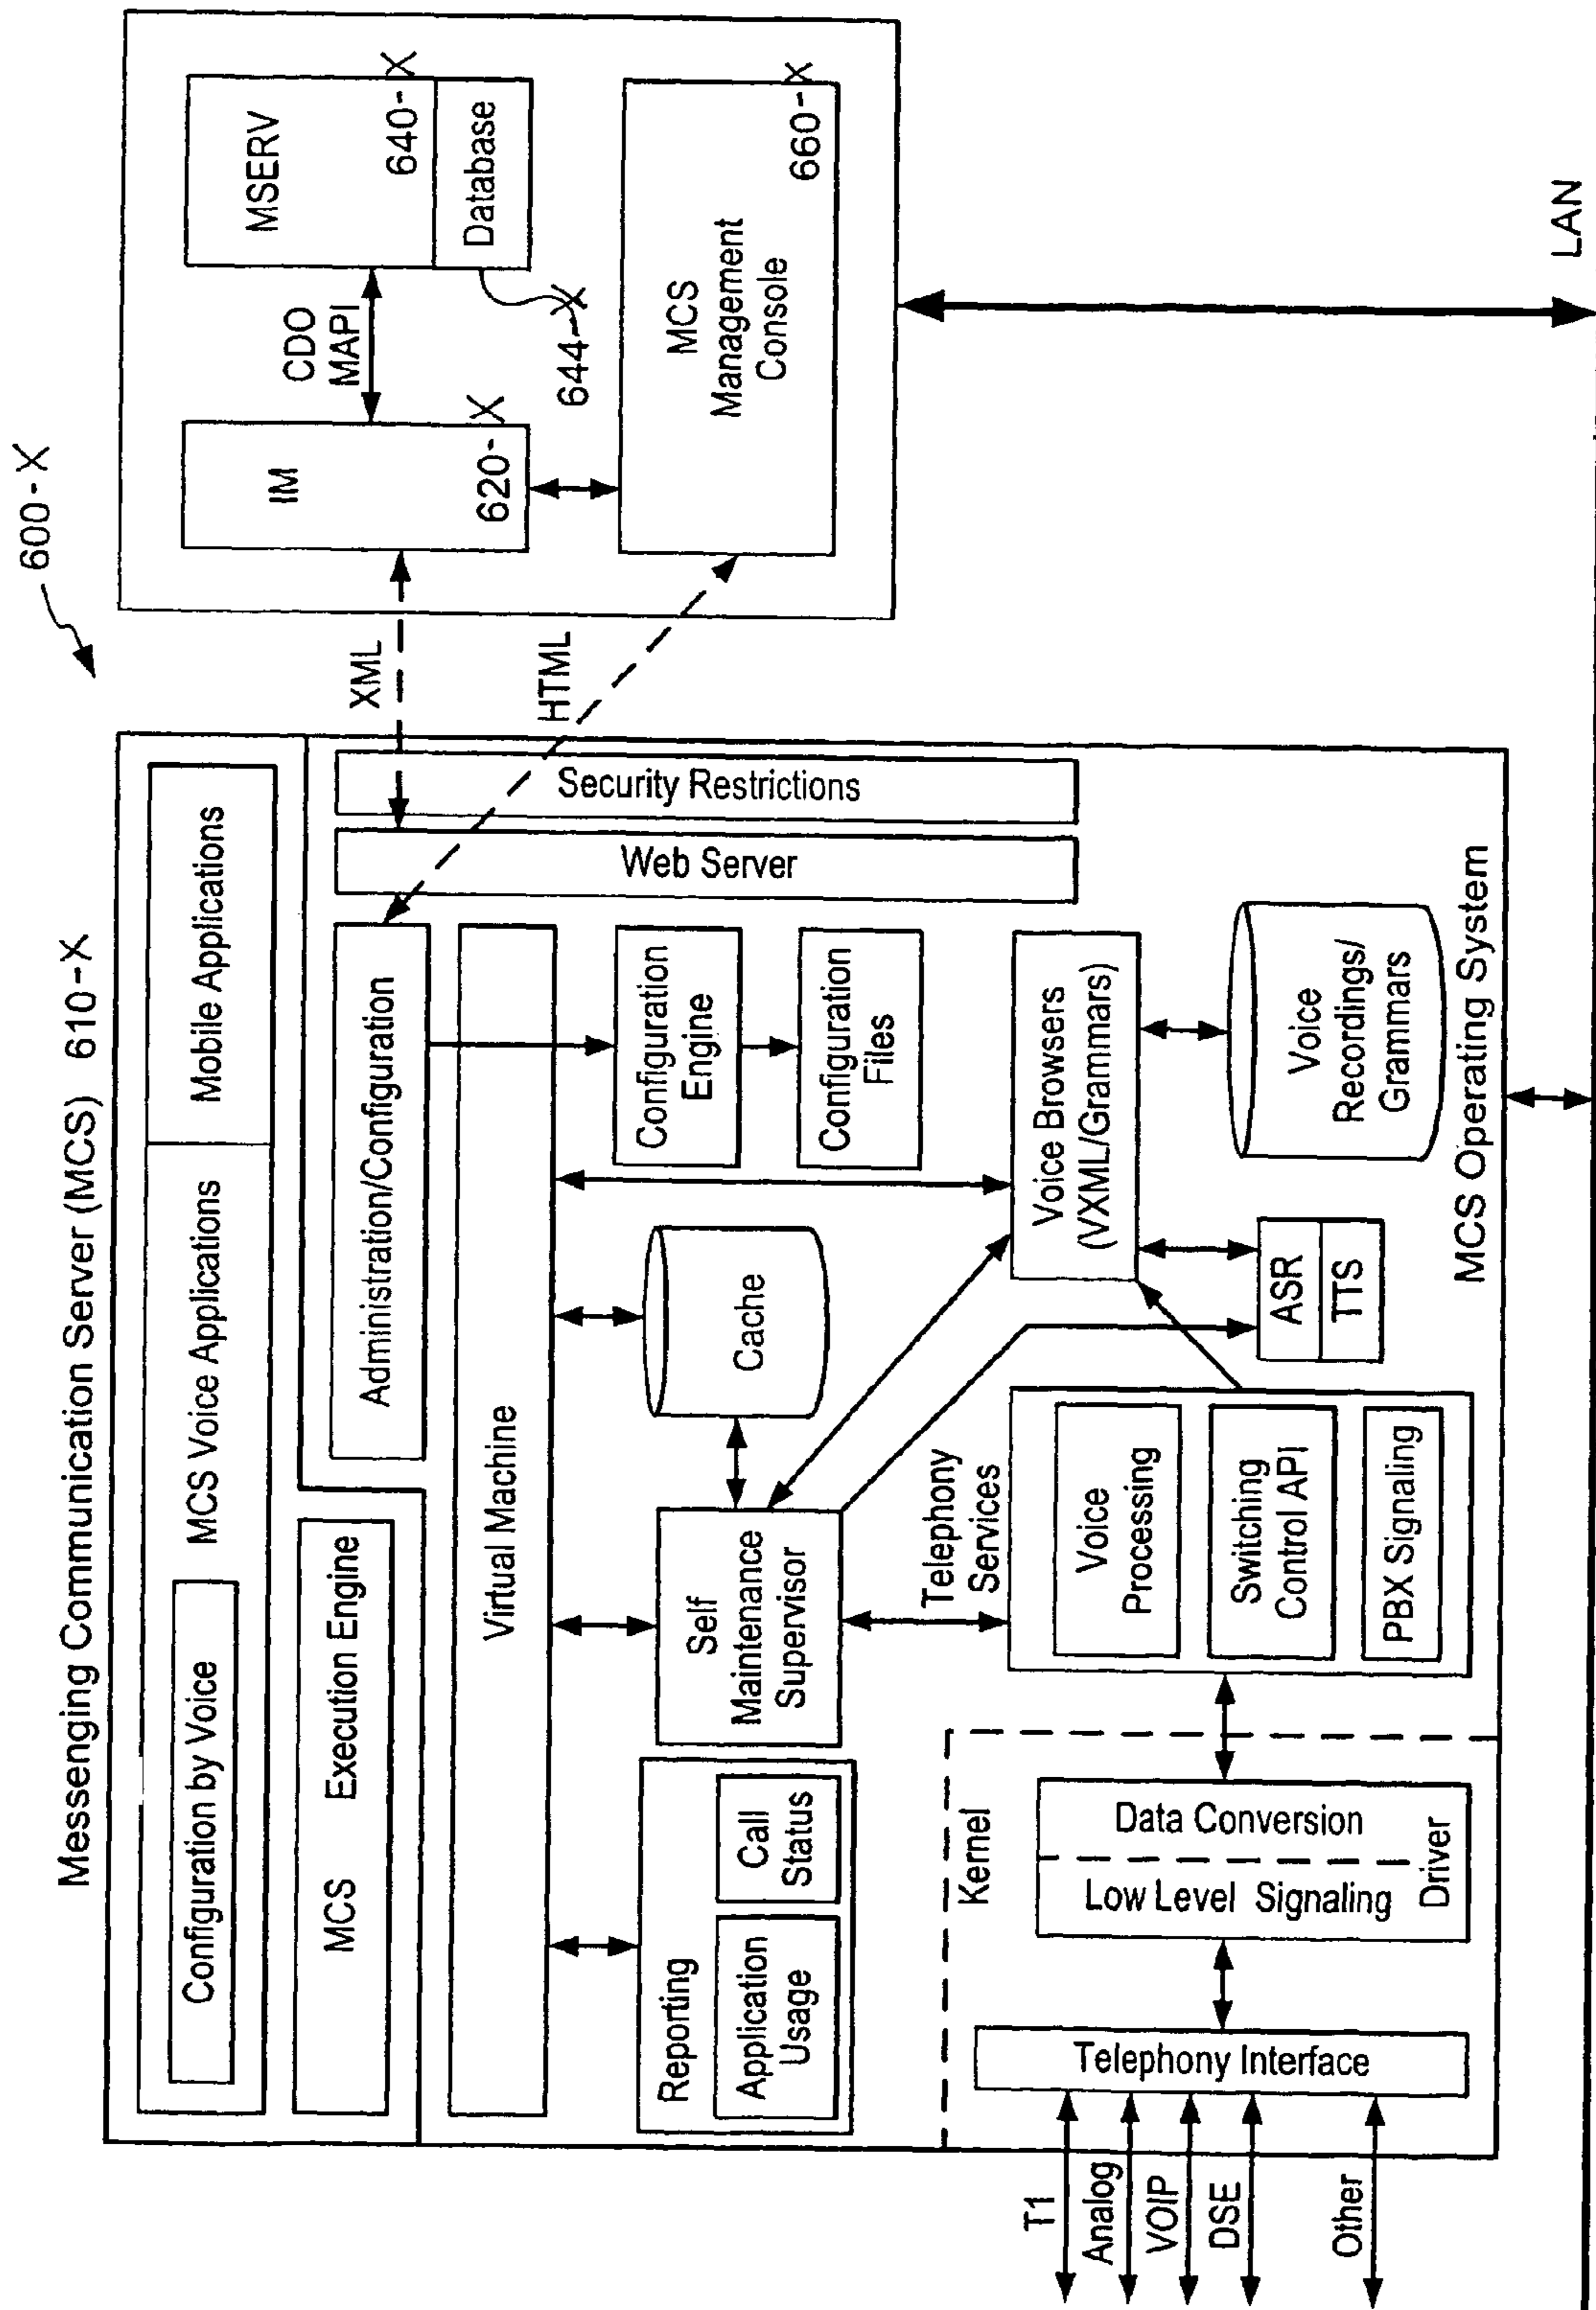 600-X
Messenging Communication Server (MCS) 610-X
Configuration by Voice
MCS Voice Applications
Mobile Applications
MCS Execution Engine
Administration/Configuration
Virtual Machine
Web Server
Security Restrictions
XML
HTML
IM
620-X
CDO
MAPI
MSERV
640-X
Database
644-X
MCS
Management
Console
660-X
LAN
Reporting
Application
Usage
Call
Status
Self
Maintenance
Supervisor
Cache
Configuration
Engine
Configuration
Files
Telephony
Services
Voice
Processing
Switching
Control API
PBX Signaling
Voice Browsers
(VXML/Grammars)
ASR
TTS
Voice
Recordings/
Grammars
MCS Operating System
Kernel
Data Conversion
Low Level Signaling
Driver
Telephony Interface
T1
Analog
VOIP
DSE
Other